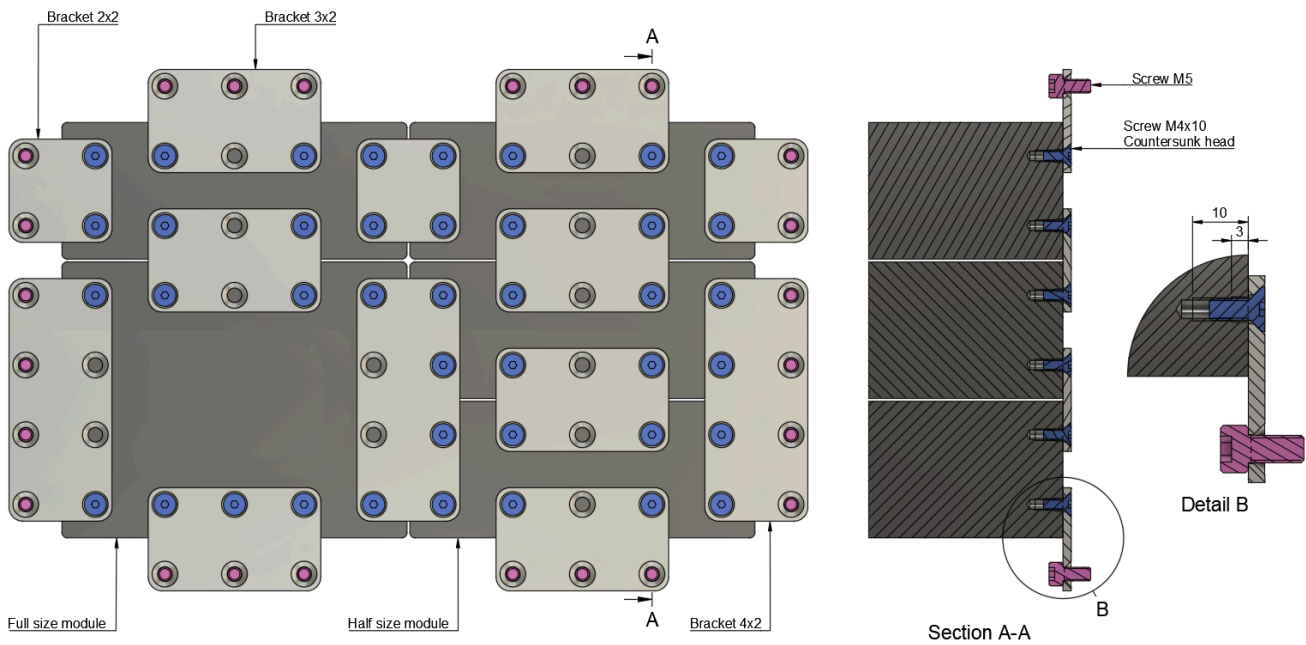 Bracket 2x2
Bracket 3x2
A
Screw M5
Screw M4x10
Countersunk head
10
3
Detail B
Full size module
Half size module
A
Bracket 4x2
B
Section A-A